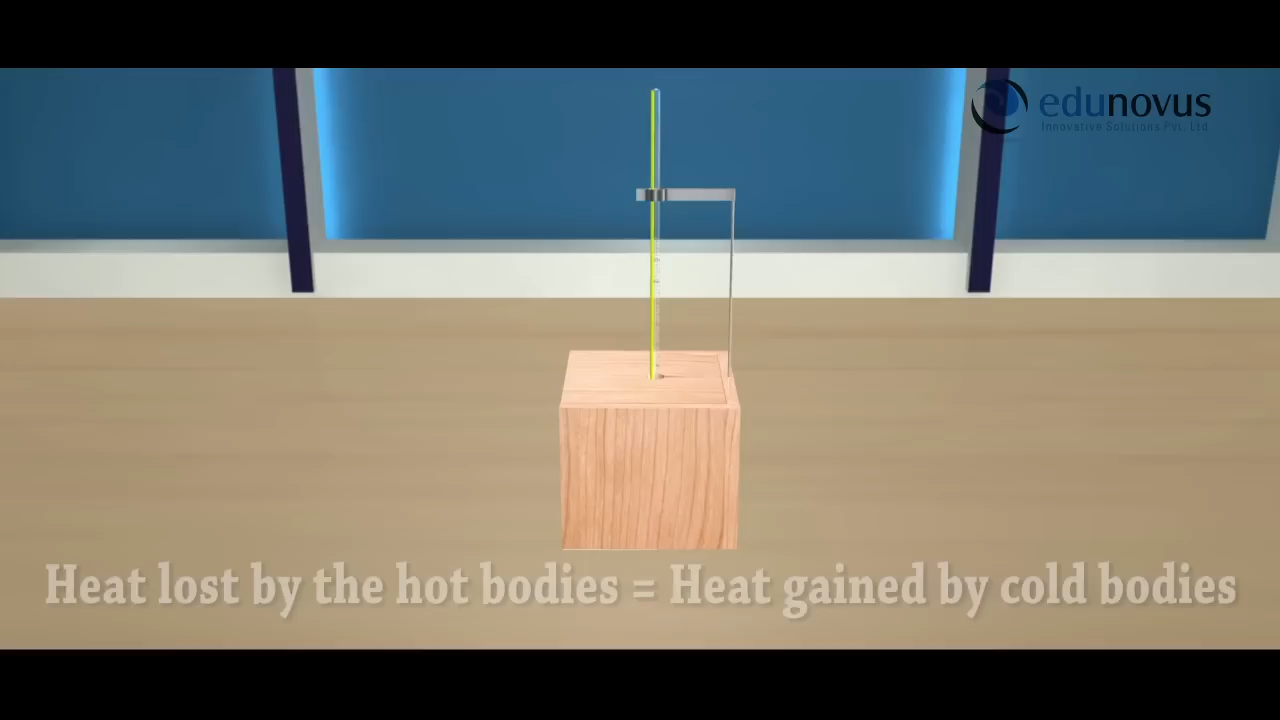 edunovus
Innovative Solutions Pvt. Ltd
Heat lost by the hot bodies = Heat gained by cold bodies